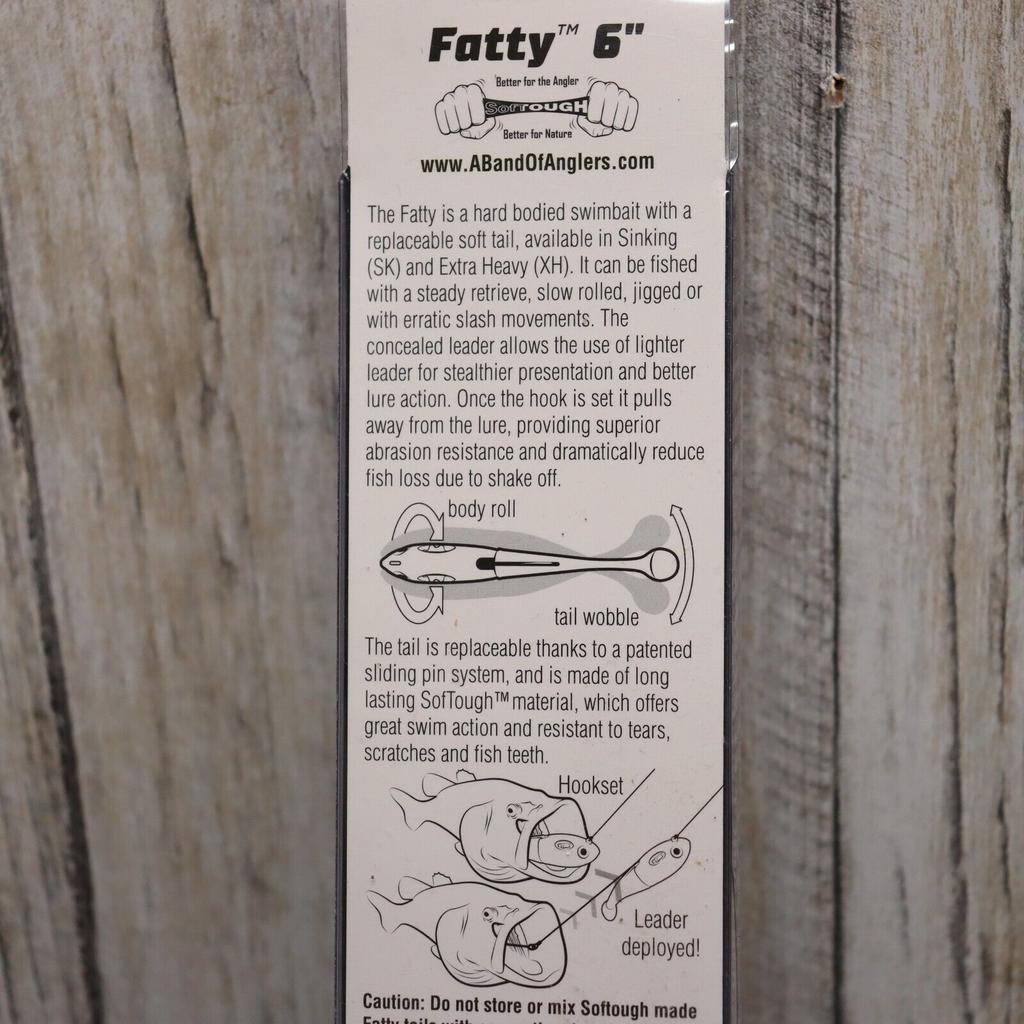 Fatty™ 6"
Better for the Angler
SOFTOUGH
Better for Nature
www.ABandOfAnglers.com
The Fatty is a hard bodied swimbait with a
replaceable soft tail, available in Sinking
(SK) and Extra Heavy (XH). It can be fished
with a steady retrieve, slow rolled, jigged or
with erratic slash movements. The
concealed leader allows the use of lighter
leader for stealthier presentation and better
lure action. Once the hook is set it pulls
away from the lure, providing superior
abrasion resistance and dramatically reduce
fish loss due to shake off.
body roll
tail wobble
The tail is replaceable thanks to a patented
sliding pin system, and is made of long
lasting SofTough™ material, which offers
great swim action and resistant to tears,
scratches and fish teeth.
Hookset
Leader
deployed!
Caution: Do not store or mix Softough made
Fatty tails with